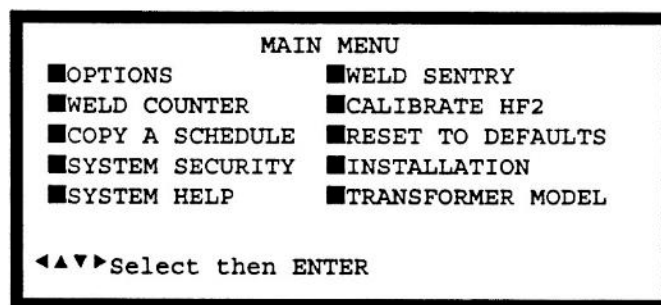 MAIN MENU
■OPTIONS ■WELD SENTRY
■WELD COUNTER ■CALIBRATE HF2
■COPY A SCHEDULE ■RESET TO DEFAULTS
■SYSTEM SECURITY ■INSTALLATION
■SYSTEM HELP ■TRANSFORMER MODEL
◄▲▼►Select then ENTER